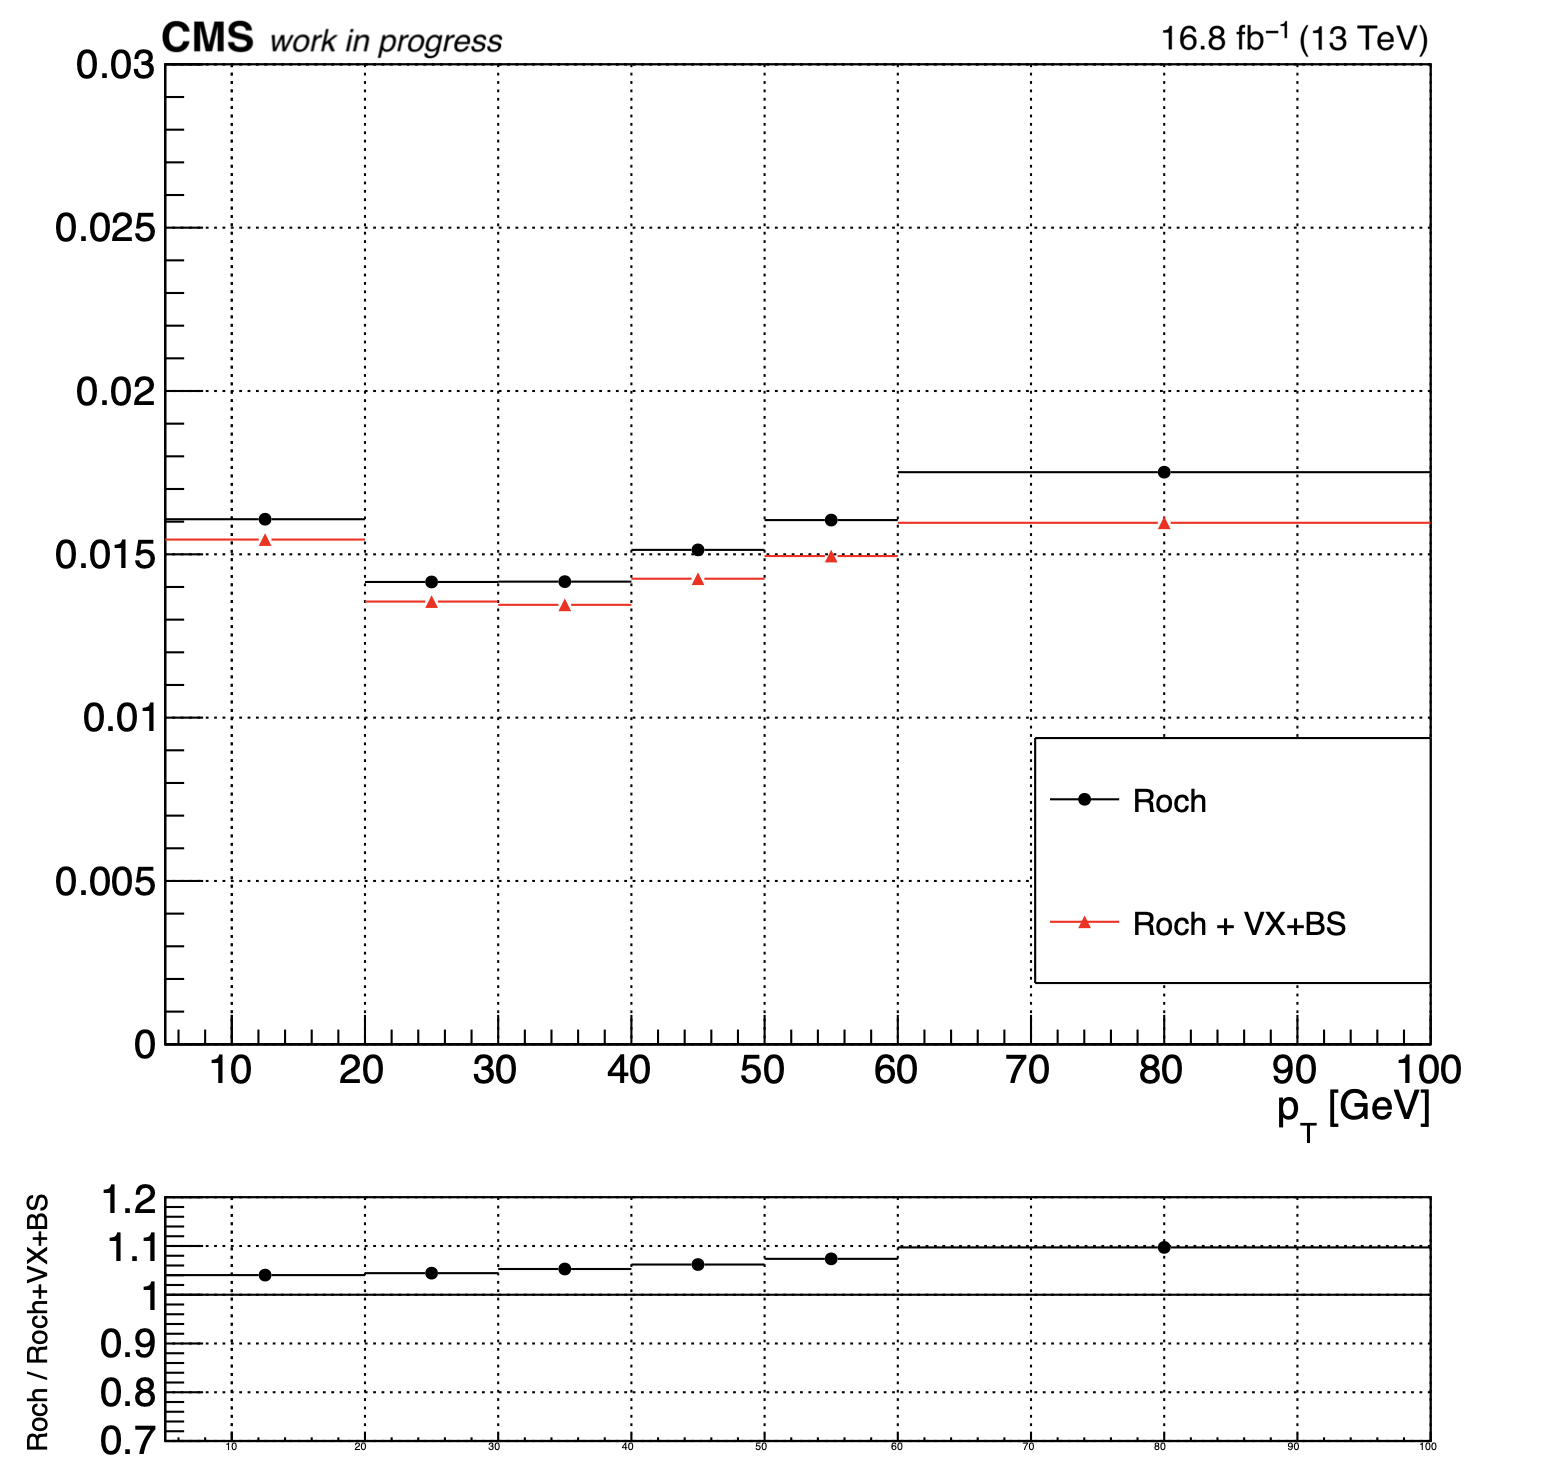 CMS work in progress
16.8 fb⁻¹ (13 TeV)
0.03
0.025
0.02
0.015
0.01
0.005
0
Roch
Roch + VX+BS
10 20 30 40 50 60 70 80 90 100
p_T [GeV]
Roch / Roch+VX+BS
1.2
1.1
1
0.9
0.8
0.7
10 20 30 40 50 60 70 80 90 100